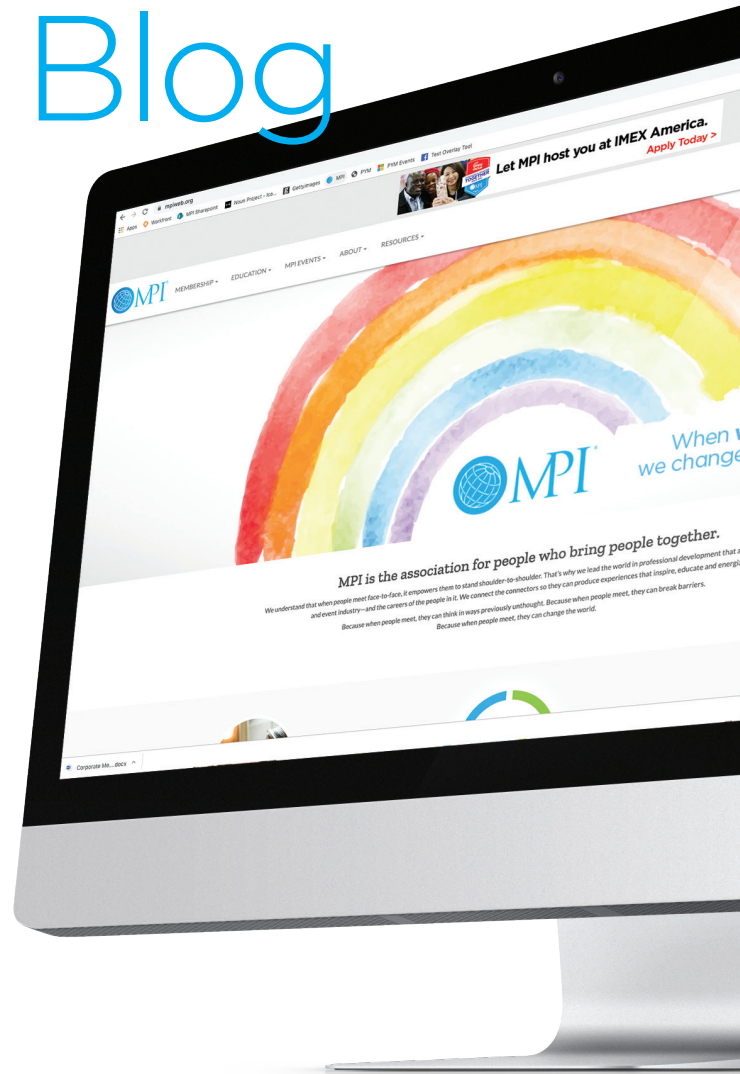 Blog
mpiweb.org
Apps Workfront MPI Sharepoint Noun Project - Ico... GettyImages MPI PYM PYM Events Text Overlay Tool
TOGETHER
Let MPI host you at IMEX America.
Apply Today >
MPI MEMBERSHIP EDUCATION MPI EVENTS ABOUT RESOURCES
MPI
When
we change
MPI is the association for people who bring people together.
We understand that when people meet face-to-face, it empowers them to stand shoulder-to-shoulder. That's why we lead the world in professional development that a
and event industry—and the careers of the people in it. We connect the connectors so they can produce experiences that inspire, educate and energi
Because when people meet, they can think in ways previously unthought. Because when people meet, they can break barriers.
Because when people meet, they can change the world.
Corporate Me....docx